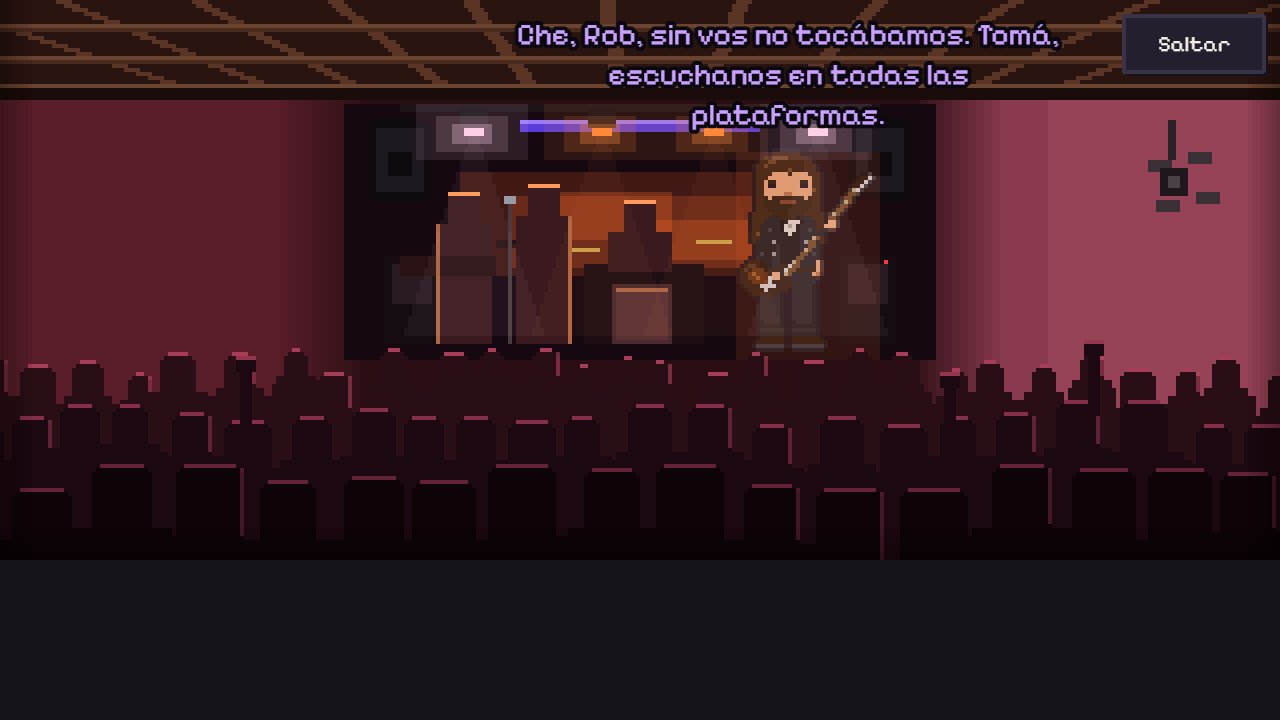 Che, Rob, sin vos no tocábamos. Tomá,
escuchanos en todas las
plataformas.
Saltar